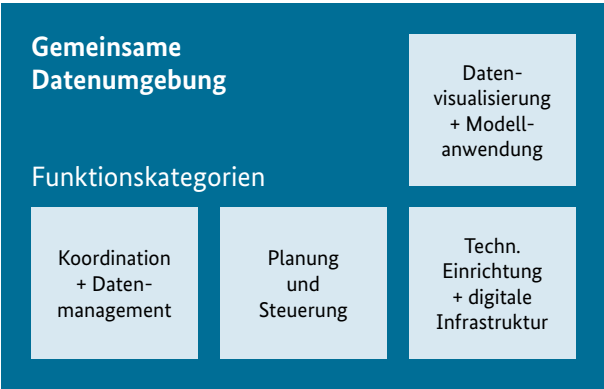 Gemeinsame
Datenumgebung
Daten-
visualisierung
+ Modell-
anwendung
Funktionskategorien
Koordination
+ Daten-
management
Planung
und
Steuerung
Techn.
Einrichtung
+ digitale
Infrastruktur